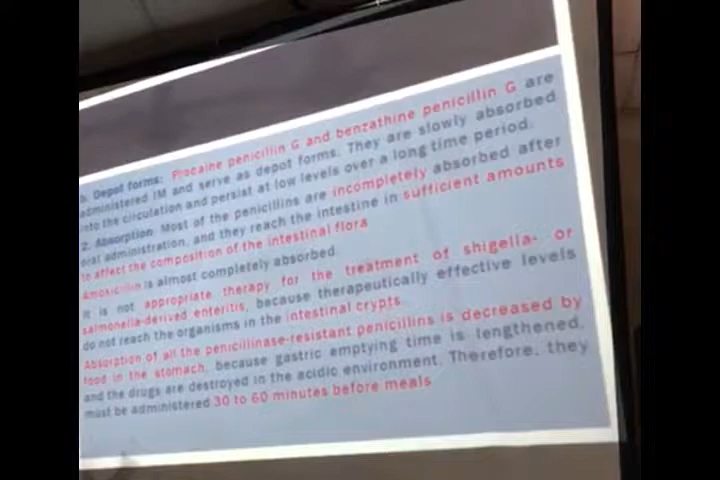 b. Depot forms: Procaine penicillin G and benzathine penicillin G are
administered IM and serve as depot forms. They are slowly absorbed
into the circulation and persist at low levels over a long time period.
2. Absorption: Most of the penicillins are incompletely absorbed after
oral administration, and they reach the intestine in sufficient amounts
to affect the composition of the intestinal flora
Amoxicillin is almost completely absorbed.
It is not appropriate therapy for the treatment of shigella- or
salmonella-derived enteritis, because therapeutically effective levels
do not reach the organisms in the intestinal crypts
Absorption of all the penicillinase-resistant penicillins is decreased by
food in the stomach, because gastric emptying time is lengthened,
and the drugs are destroyed in the acidic environment. Therefore, they
must be administered 30 to 60 minutes before meals